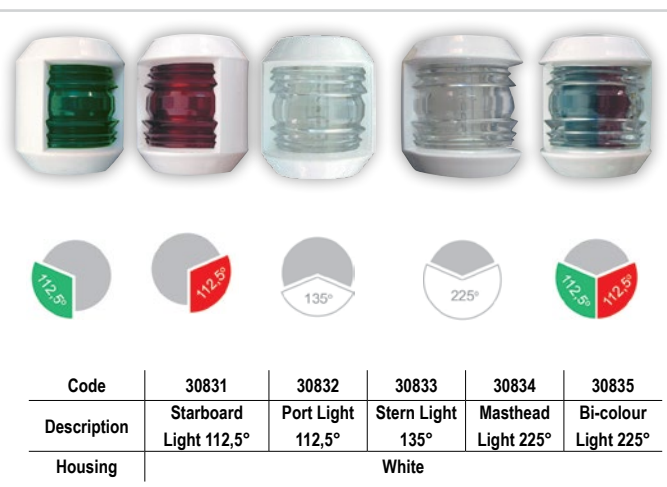 112,5° 112,5° 135° 225° 112,5° 112,5°
Code 30831 30832 30833 30834 30835
Description Starboard Port Light Stern Light Masthead Bi-colour
Light 112,5° 112,5° 135° Light 225° Light 225°
Housing White